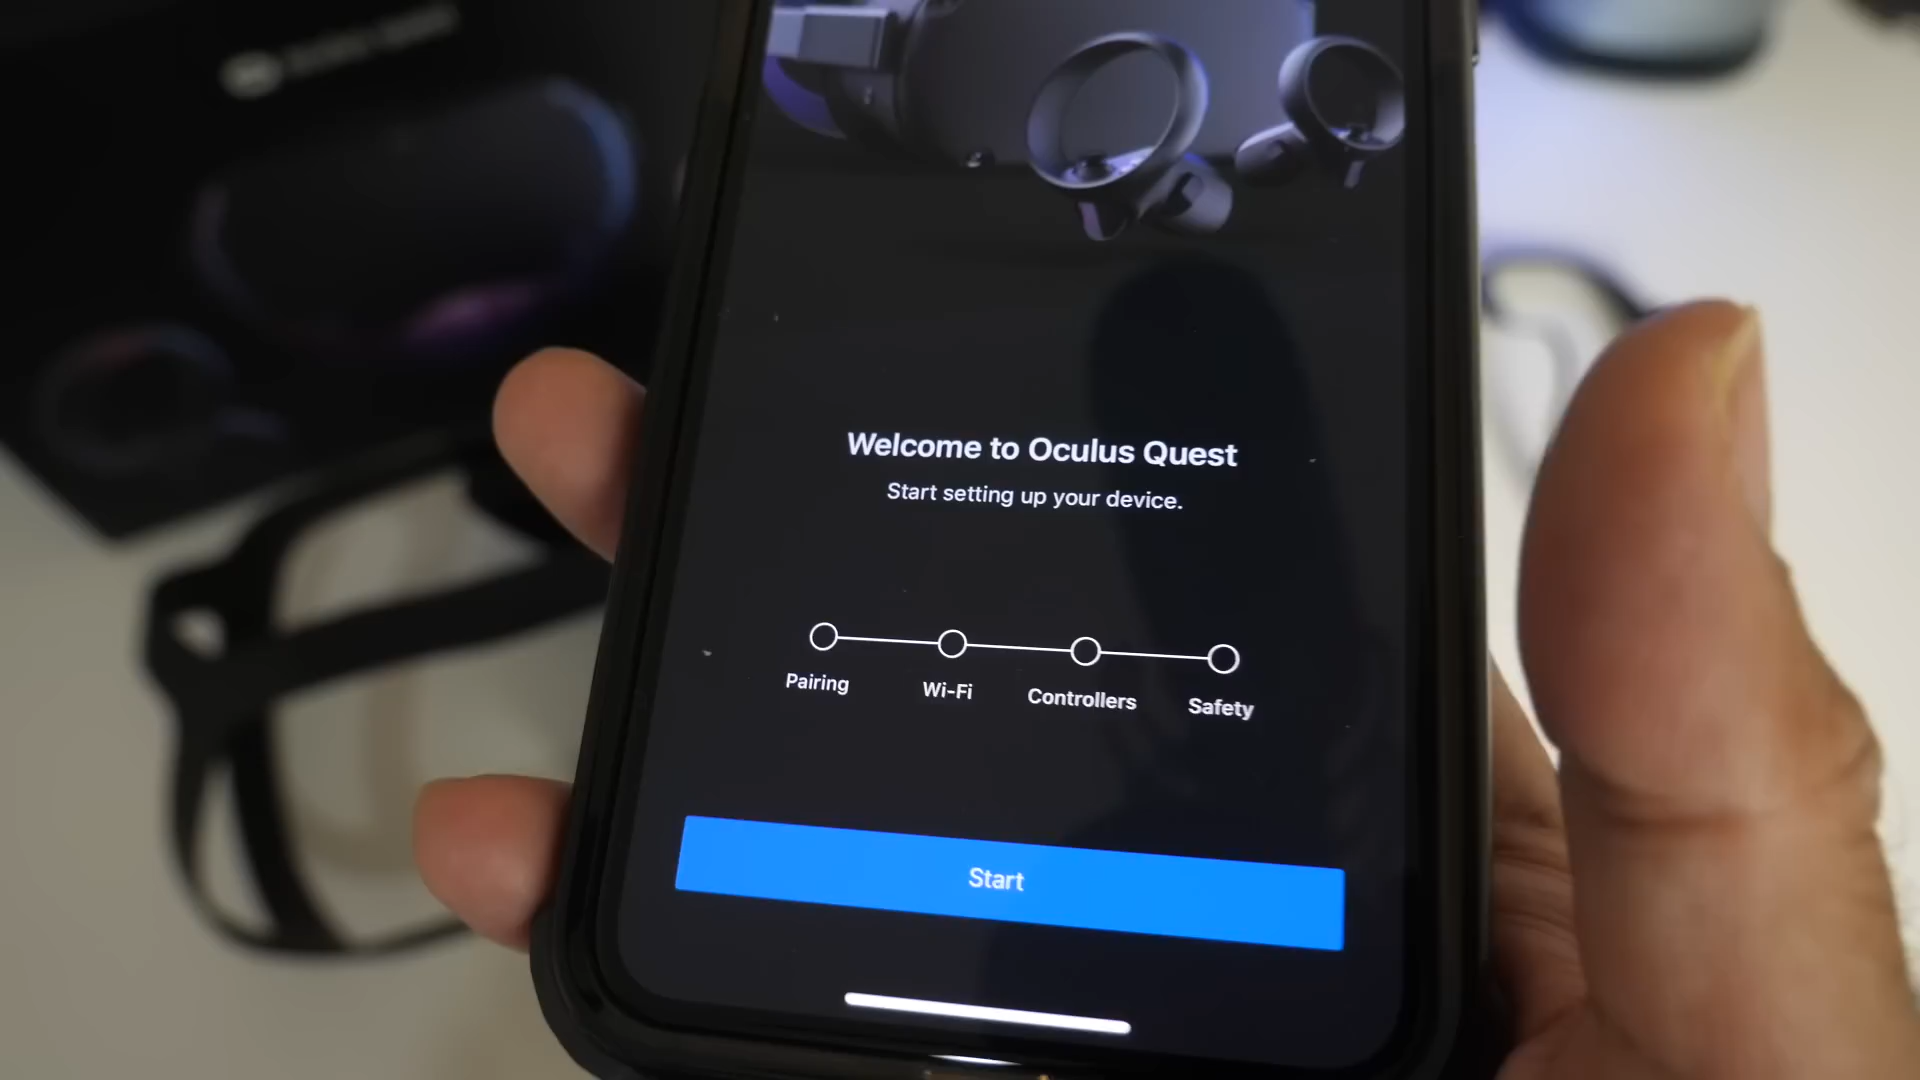 Welcome to Oculus Quest
Start setting up your device.
Pairing
Wi-Fi
Controllers
Safety
Start